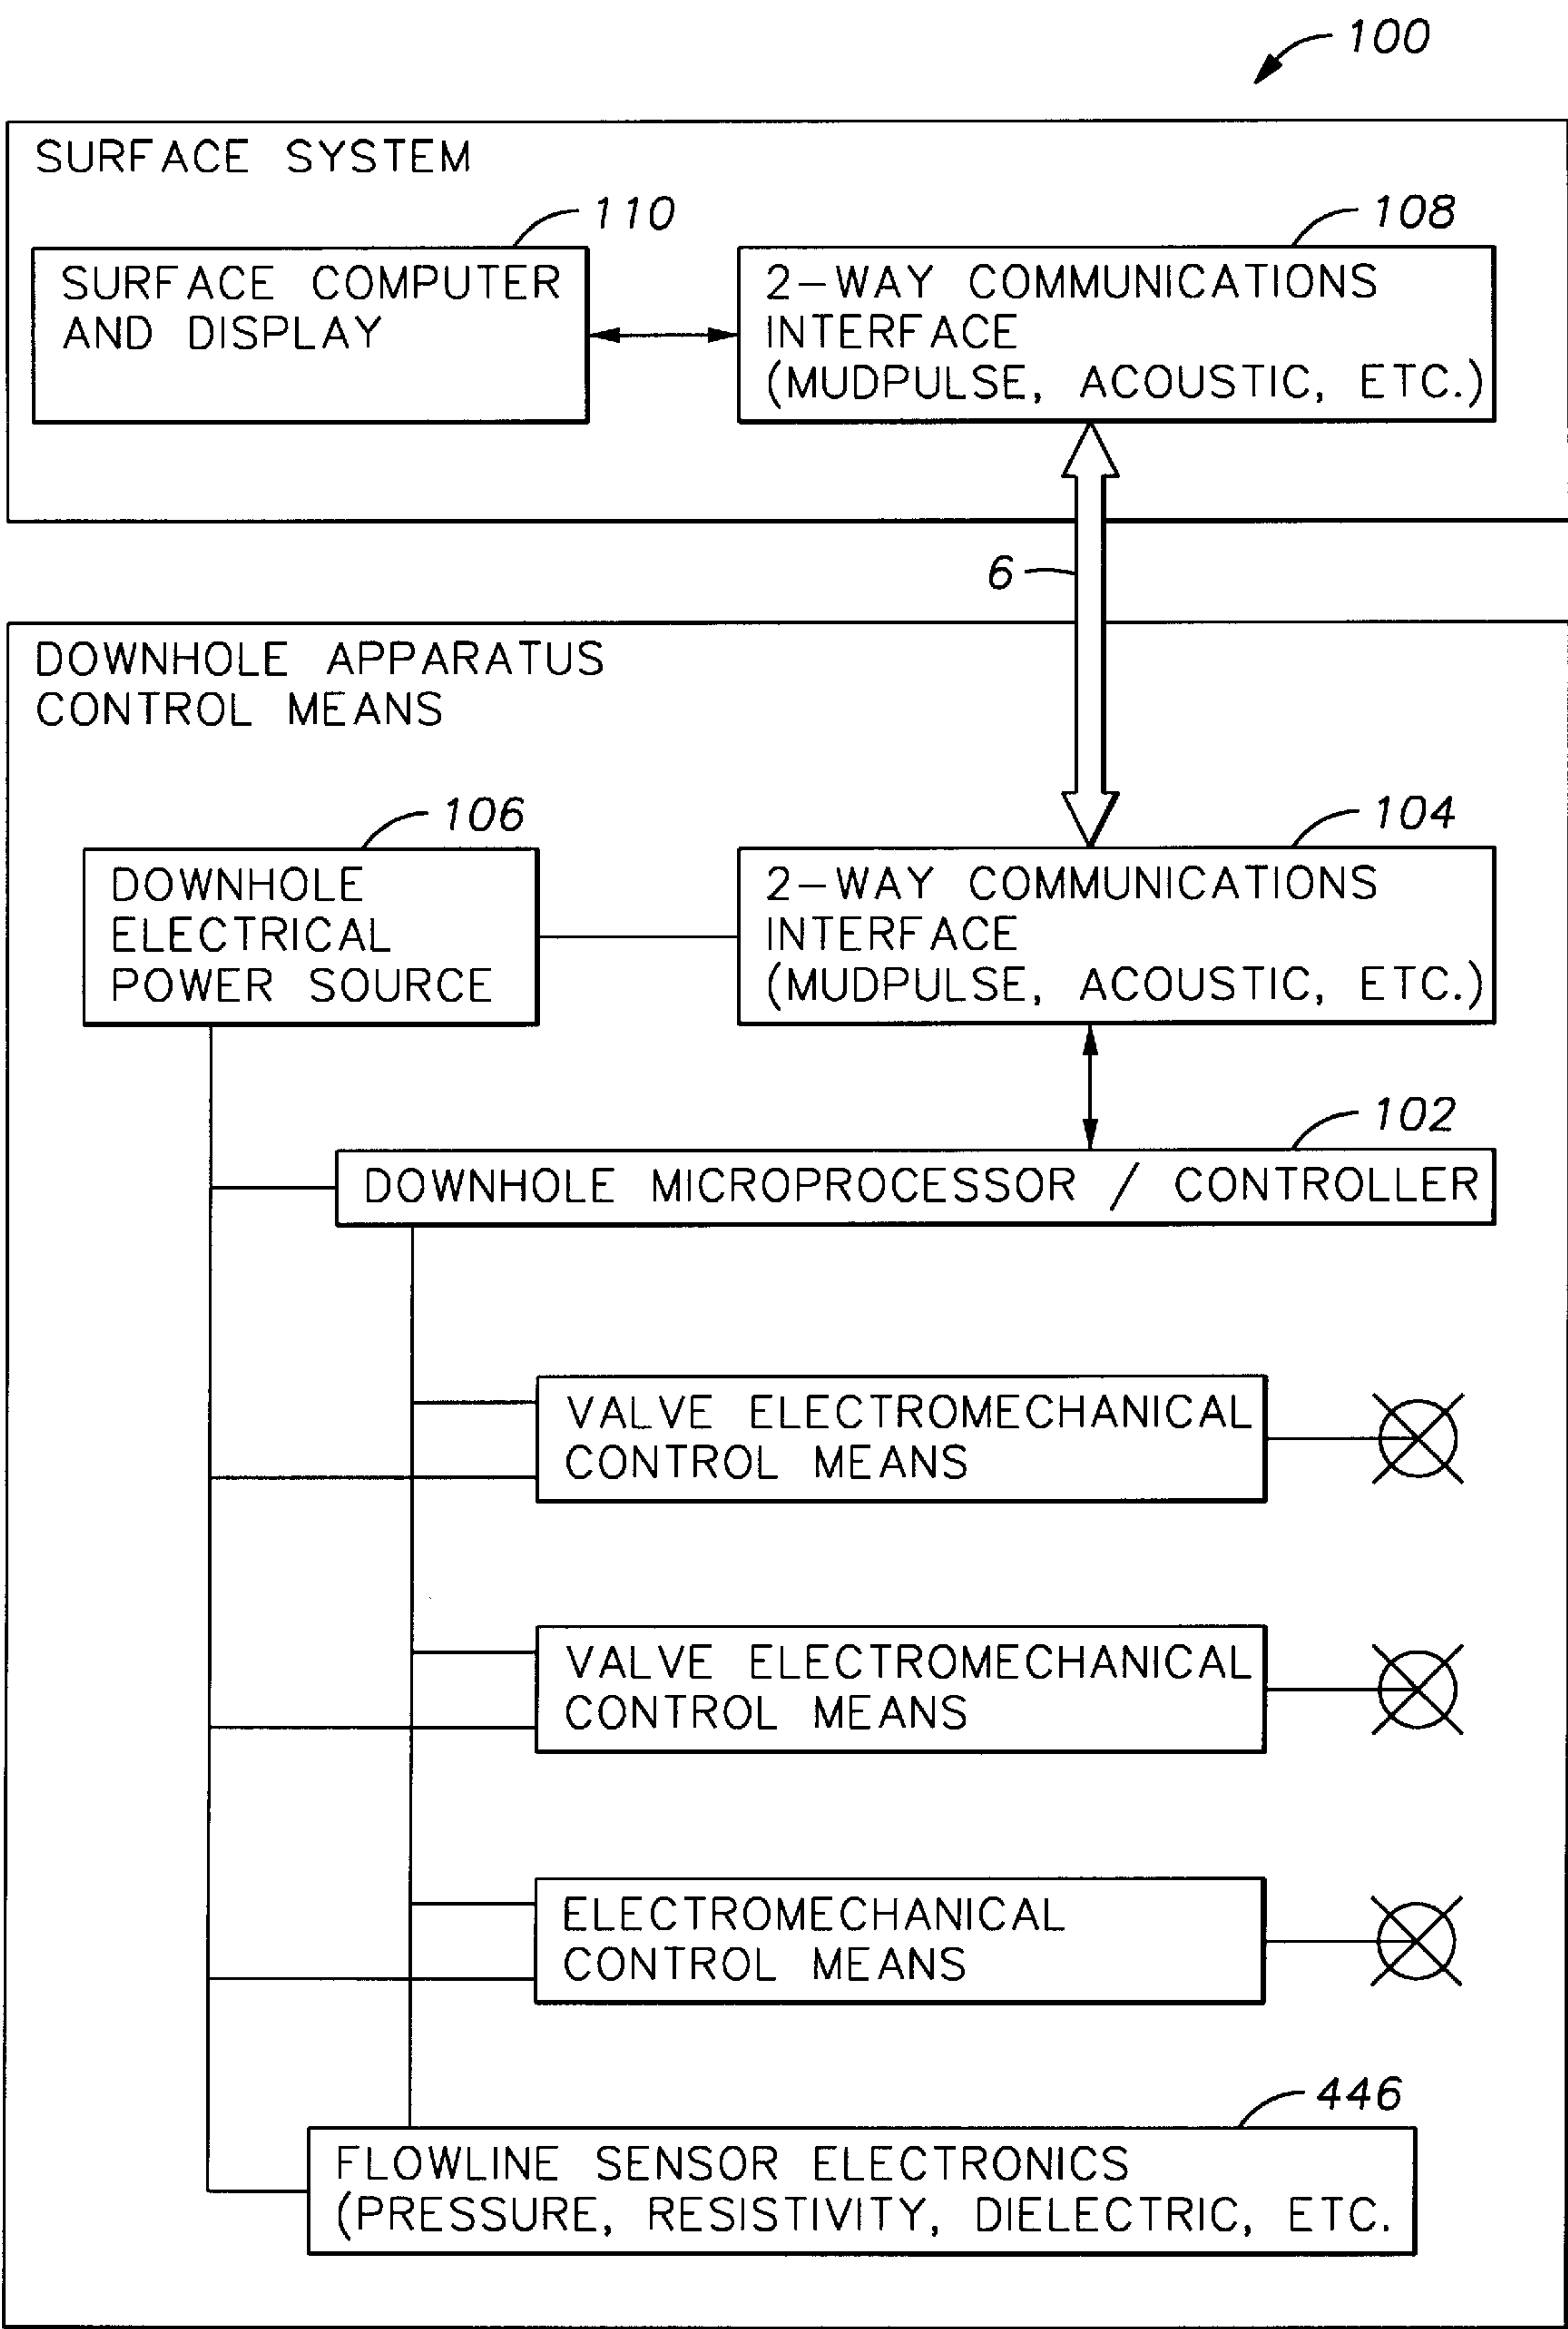 100
SURFACE SYSTEM
110
108
SURFACE COMPUTER
AND DISPLAY
2-WAY COMMUNICATIONS
INTERFACE
(MUDPULSE, ACOUSTIC, ETC.)
6
DOWNHOLE APPARATUS
CONTROL MEANS
106
104
DOWNHOLE
ELECTRICAL
POWER SOURCE
2-WAY COMMUNICATIONS
INTERFACE
(MUDPULSE, ACOUSTIC, ETC.)
102
DOWNHOLE MICROPROCESSOR / CONTROLLER
VALVE ELECTROMECHANICAL
CONTROL MEANS
VALVE ELECTROMECHANICAL
CONTROL MEANS
ELECTROMECHANICAL
CONTROL MEANS
446
FLOWLINE SENSOR ELECTRONICS
(PRESSURE, RESISTIVITY, DIELECTRIC, ETC.